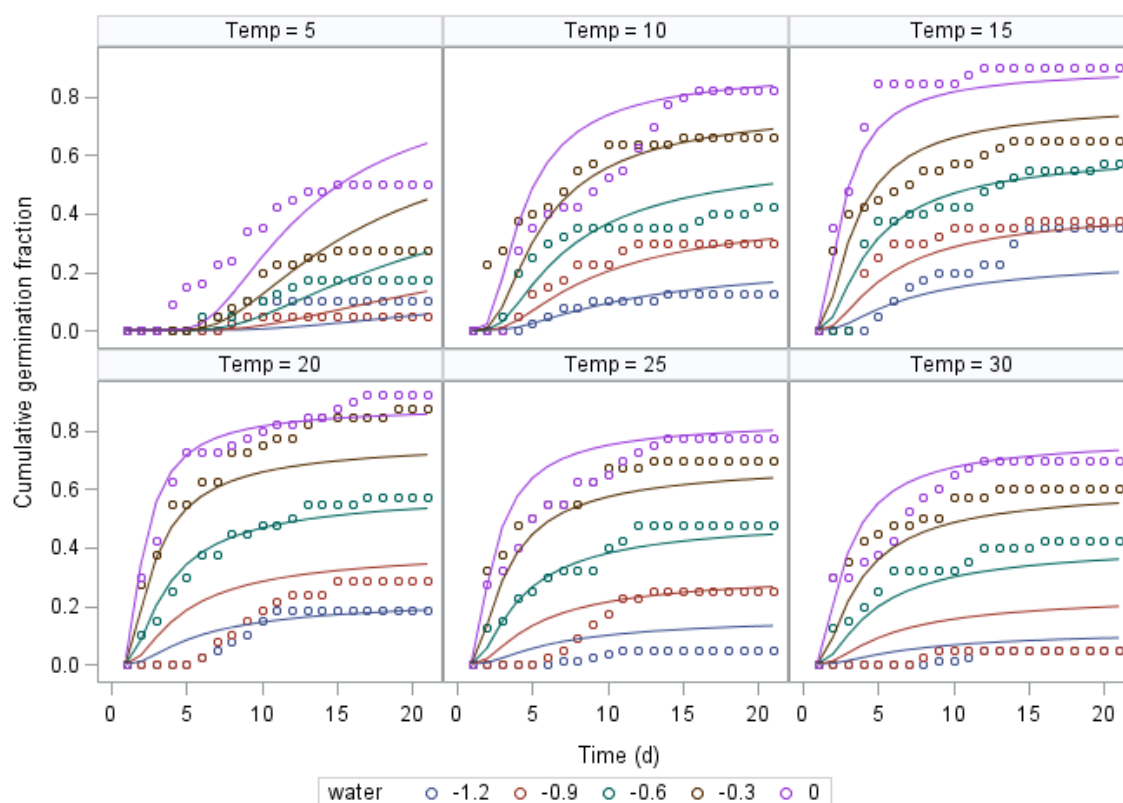 Temp = 5 Temp = 10 Temp = 15
0.8
0.6
0.4
0.2
0.0
Temp = 20 Temp = 25 Temp = 30
0.8
0.6
0.4
0.2
0.0
Cumulative germination fraction
0 5 10 15 20 0 5 10 15 20 0 5 10 15 20
Time (d)
water -1.2 -0.9 -0.6 -0.3 0